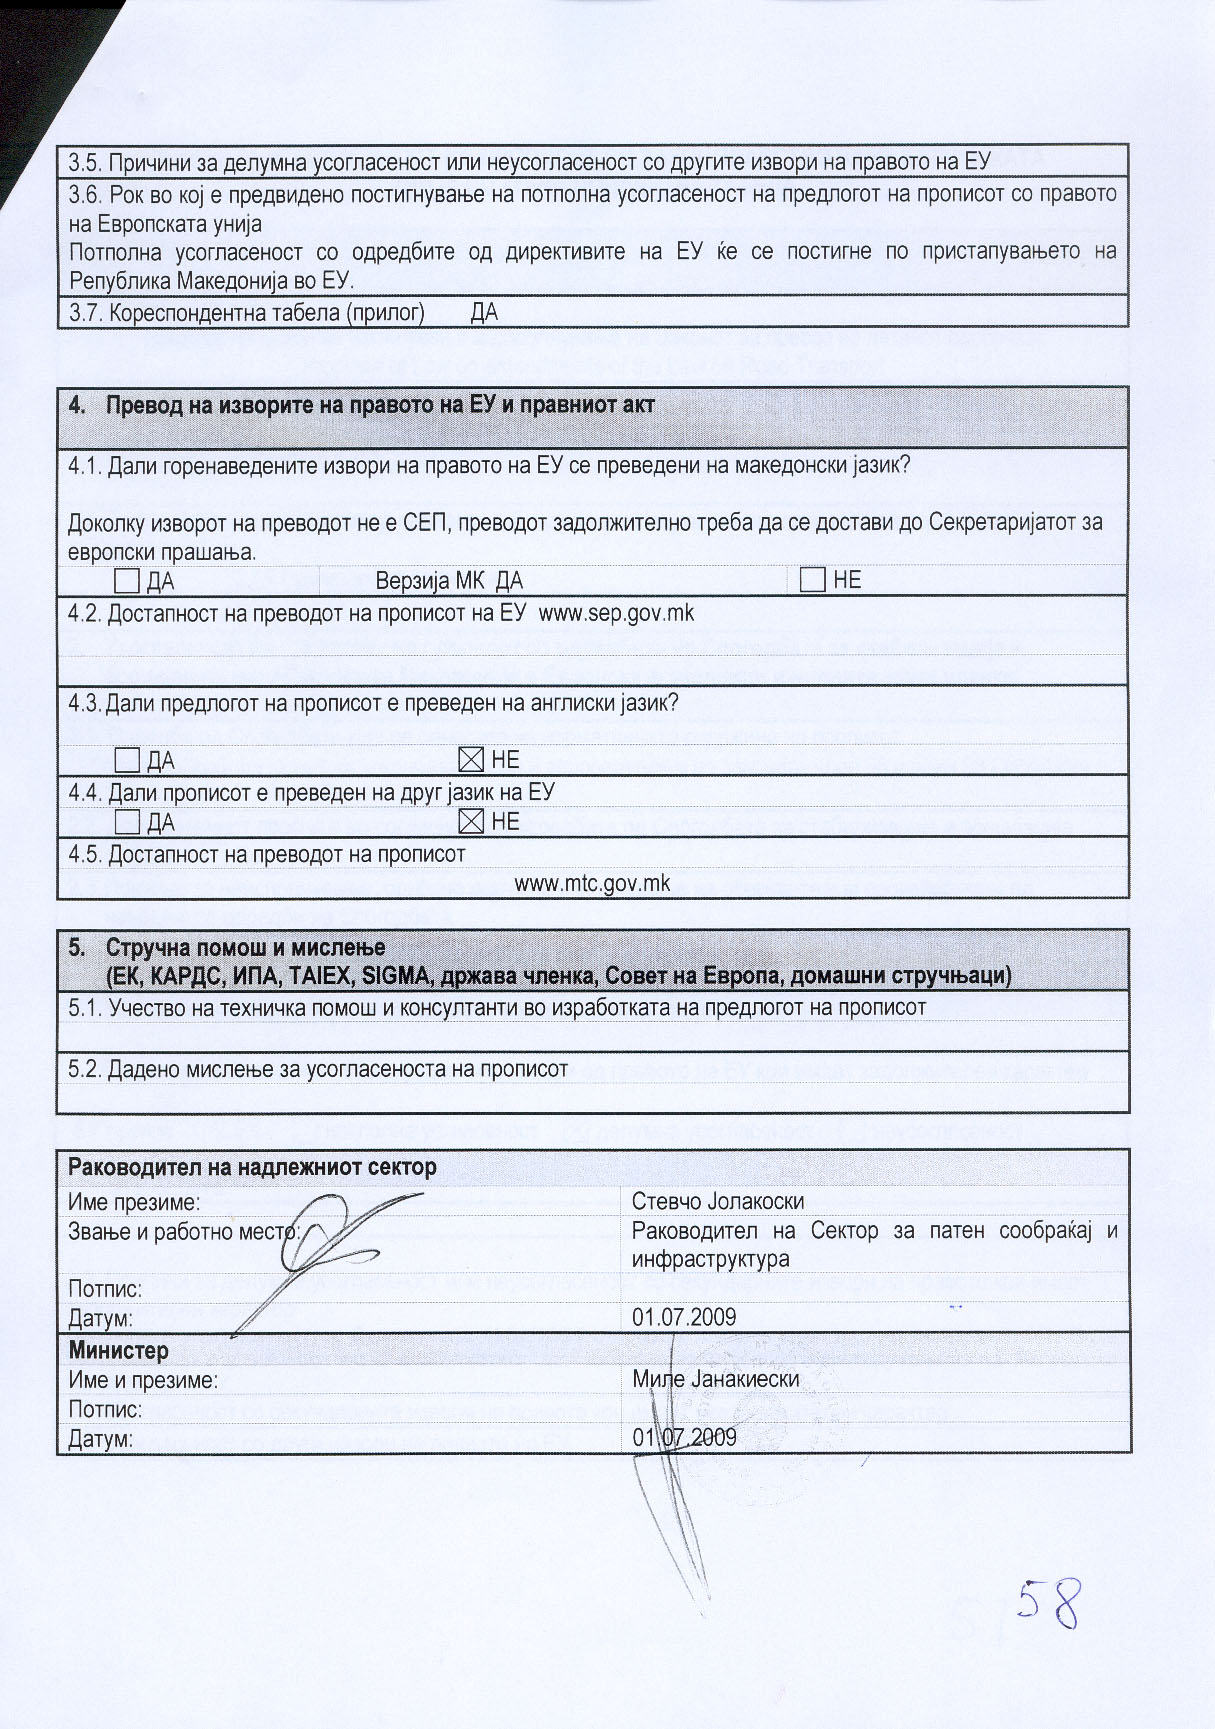 3.5. Причини за делумна усогласеност или неусогласеност со другите извори на правото на ЕУ
3.6. Рок во кој е предвидено постигнување на потполна усогласеност на предлогот на прописот со правото
на Европската унија
Потполна усогласеност со одредбите од директивите на ЕУ ќе се постигне по пристапувањето на
Република Македонија во ЕУ.
3.7. Кореспондентна табела (прилог) ДА
4. Превод на изворите на правото на ЕУ и правниот акт
4.1. Дали горенаведените извори на правото на ЕУ се преведени на македонски јазик?
Доколку изворот на преводот не е СЕП, преводот задолжително треба да се достави до Секретаријатот за
европски прашања.
☐ ДА Верзија МК ДА ☐ НЕ
4.2. Достапност на преводот на прописот на ЕУ www.sep.gov.mk
4.3. Дали предлогот на прописот е преведен на англиски јазик?
☐ ДА ☒ НЕ
4.4. Дали прописот е преведен на друг јазик на ЕУ
☐ ДА ☒ НЕ
4.5. Достапност на преводот на прописот
www.mtc.gov.mk
5. Стручна помош и мислење
(ЕК, КАРДС, ИПА, TAIEX, SIGMA, држава членка, Совет на Европа, домашни стручњаци)
5.1. Учество на техничка помош и консултанти во изработката на предлогот на прописот
5.2. Дадено мислење за усогласеноста на прописот
Раководител на надлежниот сектор
Име презиме: Стевчо Јолакоски
Звање и работно место: Раководител на Сектор за патен сообраќај и
инфраструктура
Потпис:
Датум: 01.07.2009
Министер
Име и презиме: Миле Јанакиески
Потпис:
Датум: 01.07.2009
58